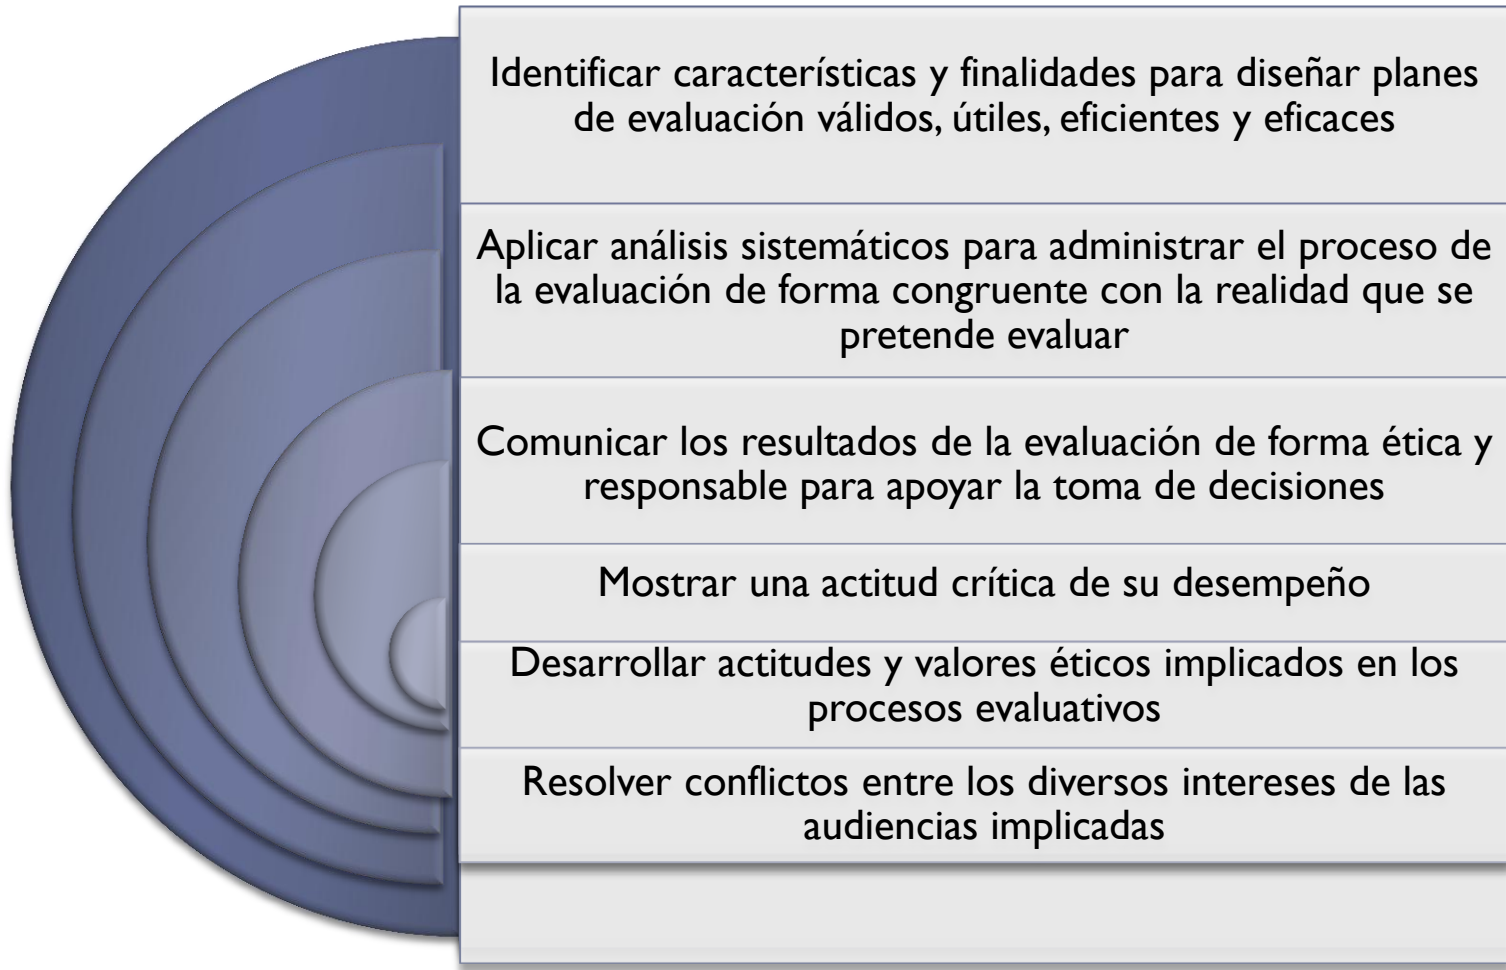 Identificar características y finalidades para diseñar planes
de evaluación válidos, útiles, eficientes y eficaces
Aplicar análisis sistemáticos para administrar el proceso de
la evaluación de forma congruente con la realidad que se
pretende evaluar
Comunicar los resultados de la evaluación de forma ética y
responsable para apoyar la toma de decisiones
Mostrar una actitud crítica de su desempeño
Desarrollar actitudes y valores éticos implicados en los
procesos evaluativos
Resolver conflictos entre los diversos intereses de las
audiencias implicadas